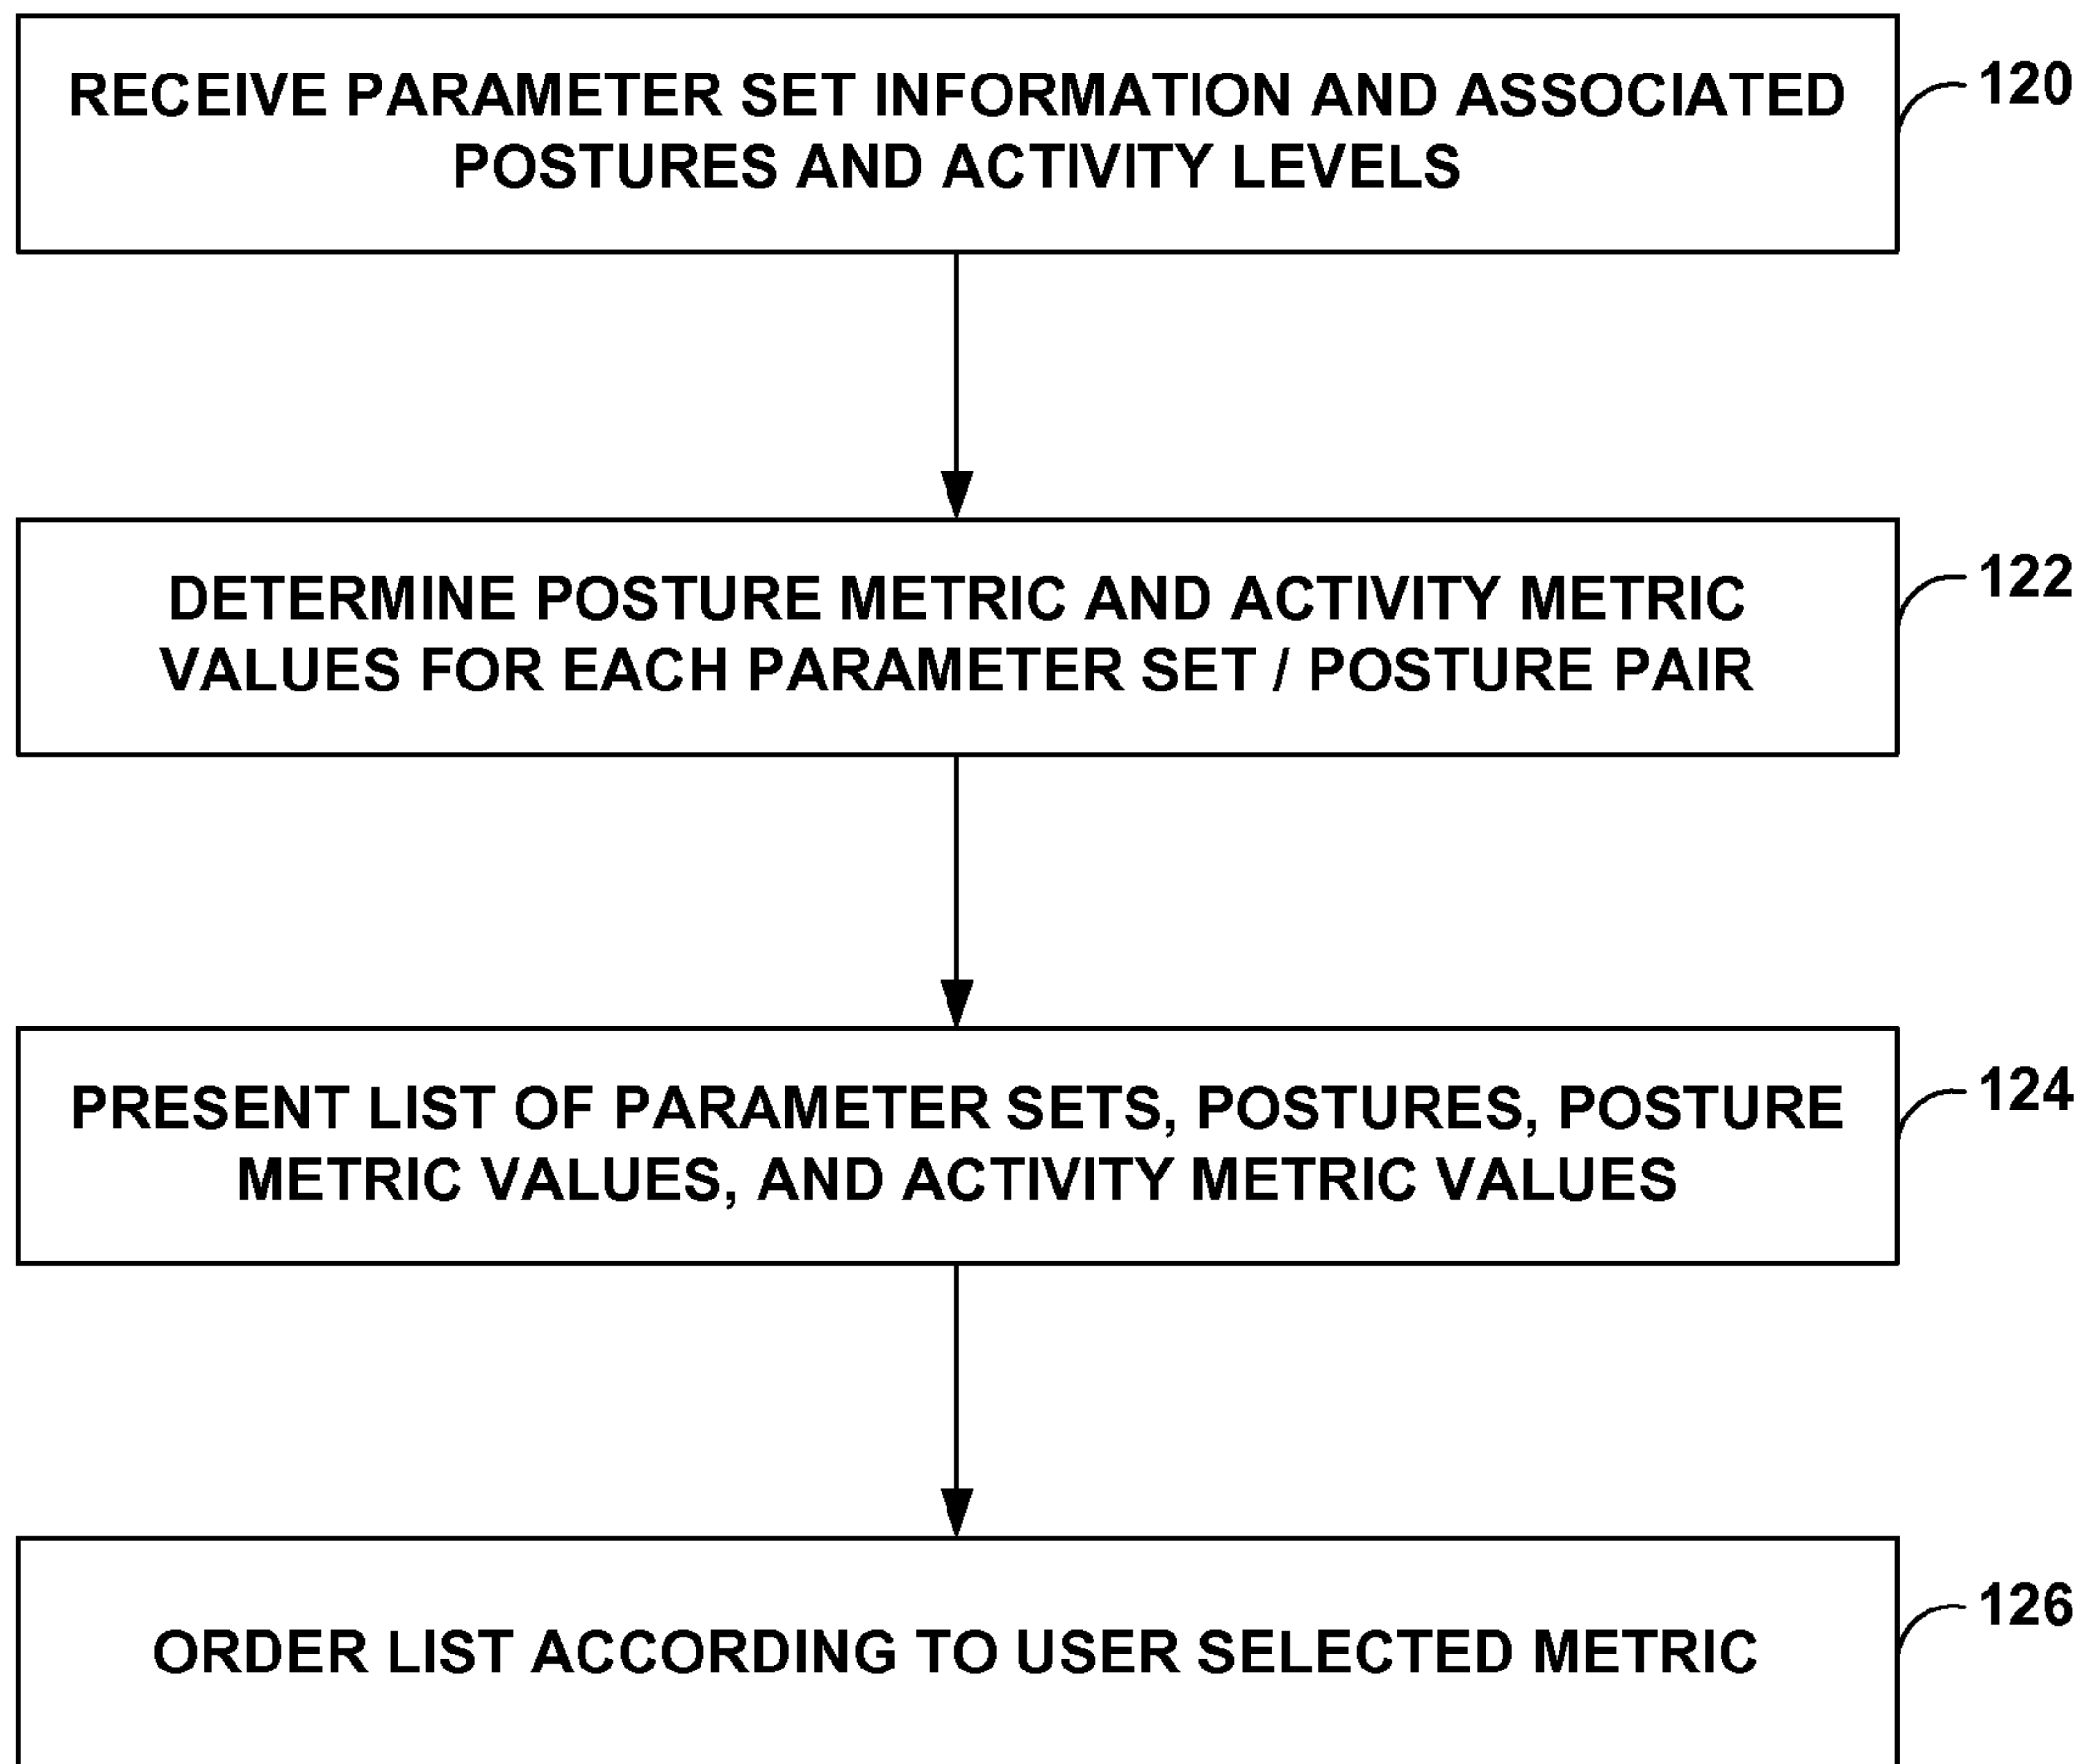 RECEIVE PARAMETER SET INFORMATION AND ASSOCIATED
POSTURES AND ACTIVITY LEVELS
120
DETERMINE POSTURE METRIC AND ACTIVITY METRIC
VALUES FOR EACH PARAMETER SET / POSTURE PAIR
122
PRESENT LIST OF PARAMETER SETS, POSTURES, POSTURE
METRIC VALUES, AND ACTIVITY METRIC VALUES
124
ORDER LIST ACCORDING TO USER SELECTED METRIC
126